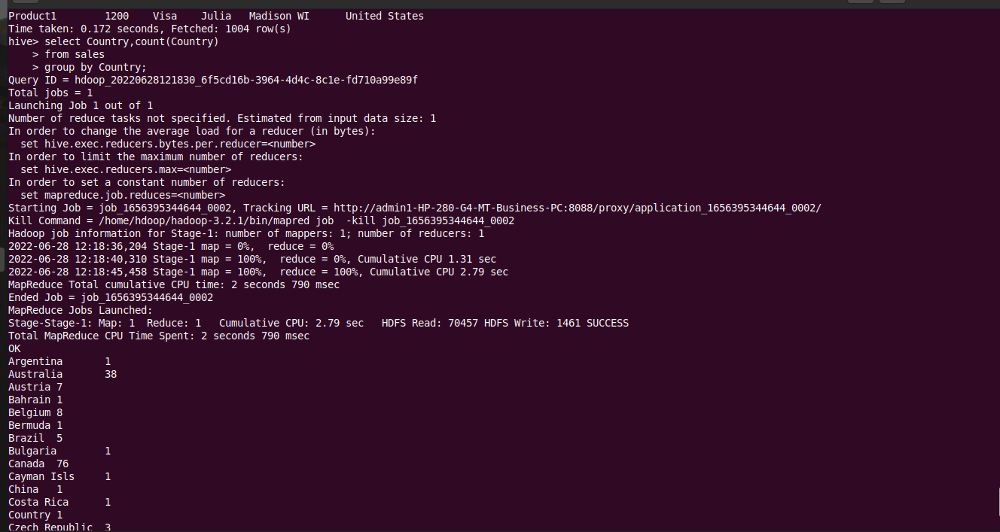 Product1        1200    Visa    Julia   Madison WI      United States
Time taken: 0.172 seconds, Fetched: 1004 row(s)
hive> select Country,count(Country)
    > from sales
    > group by Country;
Query ID = hdoop_20220628121830_6f5cd16b-3964-4d4c-8c1e-fd710a99e89f
Total jobs = 1
Launching Job 1 out of 1
Number of reduce tasks not specified. Estimated from input data size: 1
In order to change the average load for a reducer (in bytes):
  set hive.exec.reducers.bytes.per.reducer=<number>
In order to limit the maximum number of reducers:
  set hive.exec.reducers.max=<number>
In order to set a constant number of reducers:
  set mapreduce.job.reduces=<number>
Starting Job = job_1656395344644_0002, Tracking URL = http://admin1-HP-280-G4-MT-Business-PC:8088/proxy/application_1656395344644_0002/
Kill Command = /home/hdoop/hadoop-3.2.1/bin/mapred job  -kill job_1656395344644_0002
Hadoop job information for Stage-1: number of mappers: 1; number of reducers: 1
2022-06-28 12:18:36,204 Stage-1 map = 0%,  reduce = 0%
2022-06-28 12:18:40,310 Stage-1 map = 100%,  reduce = 0%, Cumulative CPU 1.31 sec
2022-06-28 12:18:45,458 Stage-1 map = 100%,  reduce = 100%, Cumulative CPU 2.79 sec
MapReduce Total cumulative CPU time: 2 seconds 790 msec
Ended Job = job_1656395344644_0002
MapReduce Jobs Launched:
Stage-Stage-1: Map: 1  Reduce: 1   Cumulative CPU: 2.79 sec   HDFS Read: 70457 HDFS Write: 1461 SUCCESS
Total MapReduce CPU Time Spent: 2 seconds 790 msec
OK
Argentina       1
Australia       38
Austria 7
Bahrain 1
Belgium 8
Bermuda 1
Brazil  5
Bulgaria        1
Canada  76
Cayman Isls     1
China   1
Costa Rica      1
Country 1
Czech Republic  3